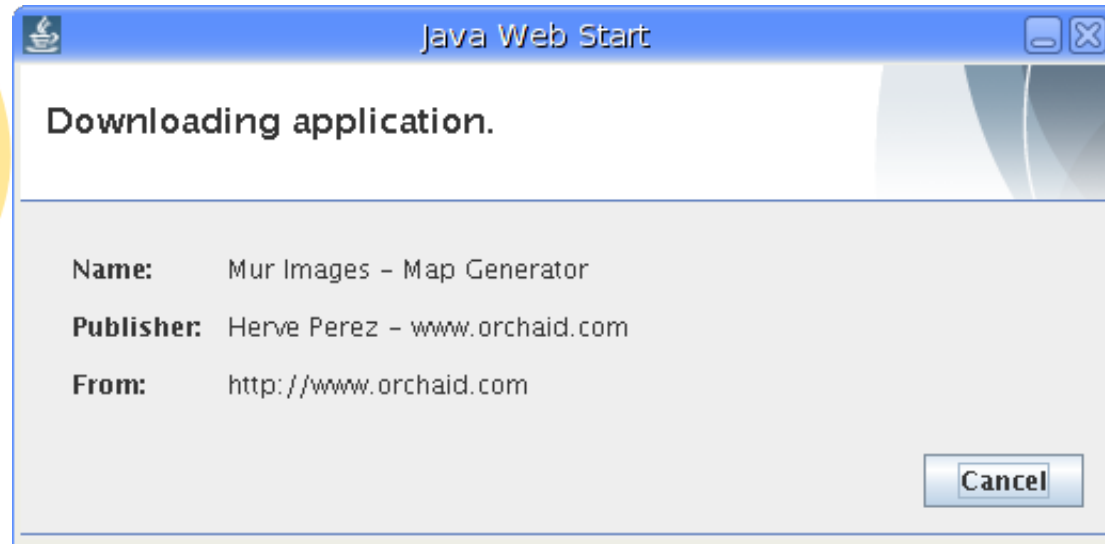 Java Web Start
Downloading application.
Name: Mur Images – Map Generator
Publisher: Herve Perez – www.orchaid.com
From: http://www.orchaid.com
Cancel